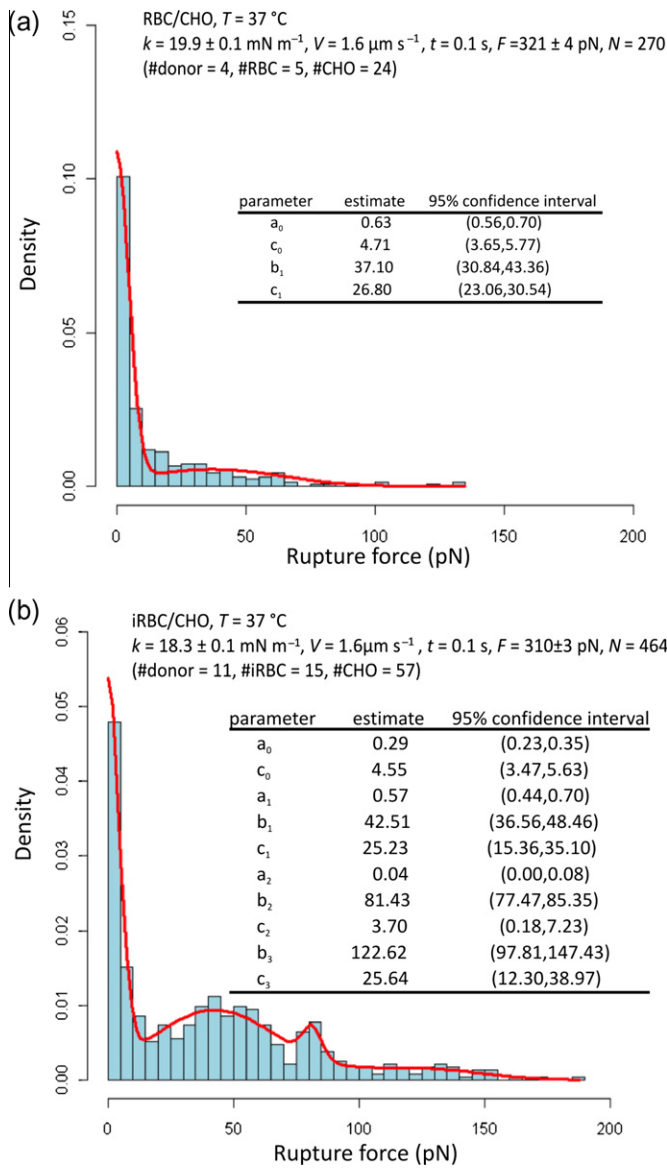 (a)
RBC/CHO, T = 37 °C
k = 19.9 ± 0.1 mN m⁻¹, V = 1.6 µm s⁻¹, t = 0.1 s, F =321 ± 4 pN, N = 270
(#donor = 4, #RBC = 5, #CHO = 24)
0.15
0.10
0.05
0.00
Density
parameter estimate 95% confidence interval
a₀ 0.63 (0.56,0.70)
c₀ 4.71 (3.65,5.77)
b₁ 37.10 (30.84,43.36)
c₁ 26.80 (23.06,30.54)
0 50 100 150 200
Rupture force (pN)
(b)
iRBC/CHO, T = 37 °C
k = 18.3 ± 0.1 mN m⁻¹, V = 1.6µm s⁻¹ , t = 0.1 s, F = 310±3 pN, N = 464
(#donor = 11, #iRBC = 15, #CHO = 57)
0.06
0.05
0.04
0.03
0.02
0.01
0.00
Density
parameter estimate 95% confidence interval
a₀ 0.29 (0.23,0.35)
c₀ 4.55 (3.47,5.63)
a₁ 0.57 (0.44,0.70)
b₁ 42.51 (36.56,48.46)
c₁ 25.23 (15.36,35.10)
a₂ 0.04 (0.00,0.08)
b₂ 81.43 (77.47,85.35)
c₂ 3.70 (0.18,7.23)
b₃ 122.62 (97.81,147.43)
c₃ 25.64 (12.30,38.97)
0 50 100 150 200
Rupture force (pN)